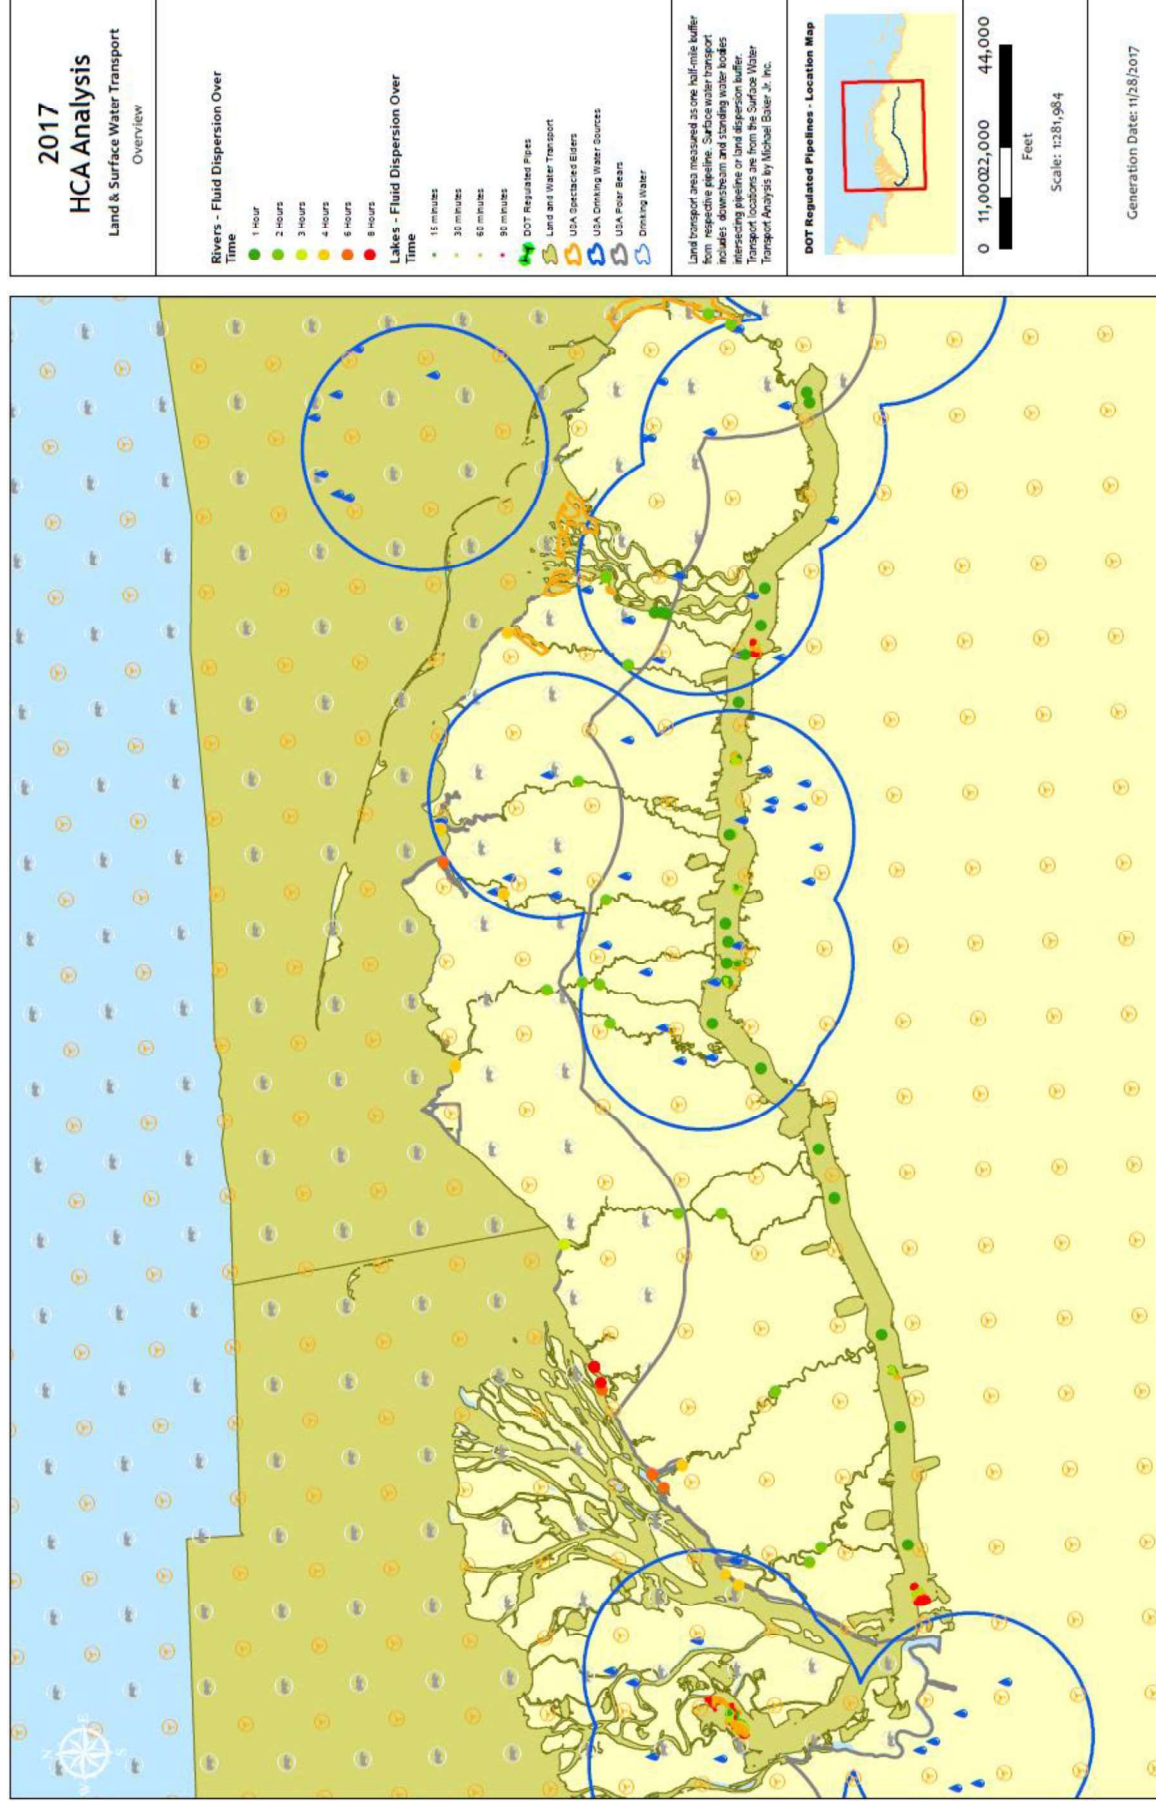 2017
HCA Analysis
Land & Surface Water Transport
Overview
Rivers - Fluid Dispersion Over
Time
1 Hour
2 Hours
3 Hours
4 Hours
6 Hours
8 Hours
Lakes - Fluid Dispersion Over
Time
15 minutes
30 minutes
60 minutes
90 minutes
DOT Regulated Pipes
Land and Water Transport
USA Spectacled Eiders
USA Drinking Water Sources
USA Polar Bears
Drinking Water
Land transport area measured as one half-mile buffer
from respective pipeline. Surface water transport
includes downstream and standing water bodies
intersecting pipeline or land dispersion buffer.
Transport locations are from the Surface Water
Transport Analysis by Michael Baker Jr. Inc.
DOT Regulated Pipelines - Location Map
0 11,00022,000 44,000
Feet
Scale: 1:281,984
Generation Date: 11/28/2017
N
E
S
W